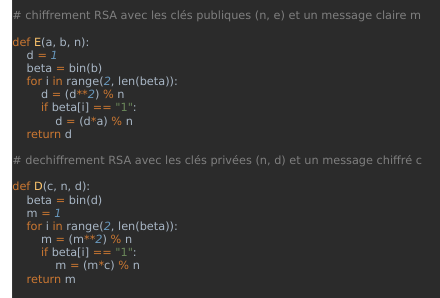 # chiffrement RSA avec les clés publiques (n, e) et un message claire m
def E(a, b, n):
    d = 1
    beta = bin(b)
    for i in range(2, len(beta)):
        d = (d**2) % n
        if beta[i] == "1":
            d = (d*a) % n
    return d
# dechiffrement RSA avec les clés privées (n, d) et un message chiffré c
def D(c, n, d):
    beta = bin(d)
    m = 1
    for i in range(2, len(beta)):
        m = (m**2) % n
        if beta[i] == "1":
            m = (m*c) % n
    return m